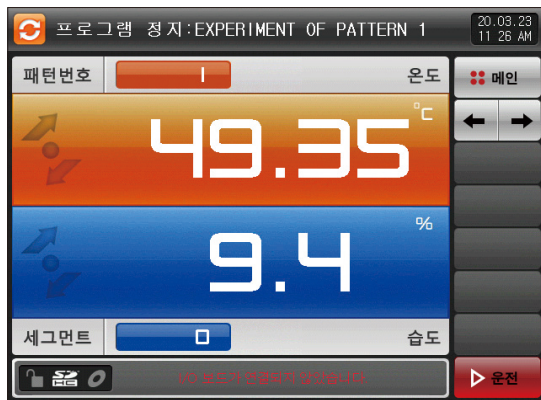 프로그램 정지:EXPERIMENT OF PATTERN 1
20.03.23
11 26 AM
패턴번호
1
온도
메인
℃
49.35
%
9.4
세그먼트
0
습도
운전